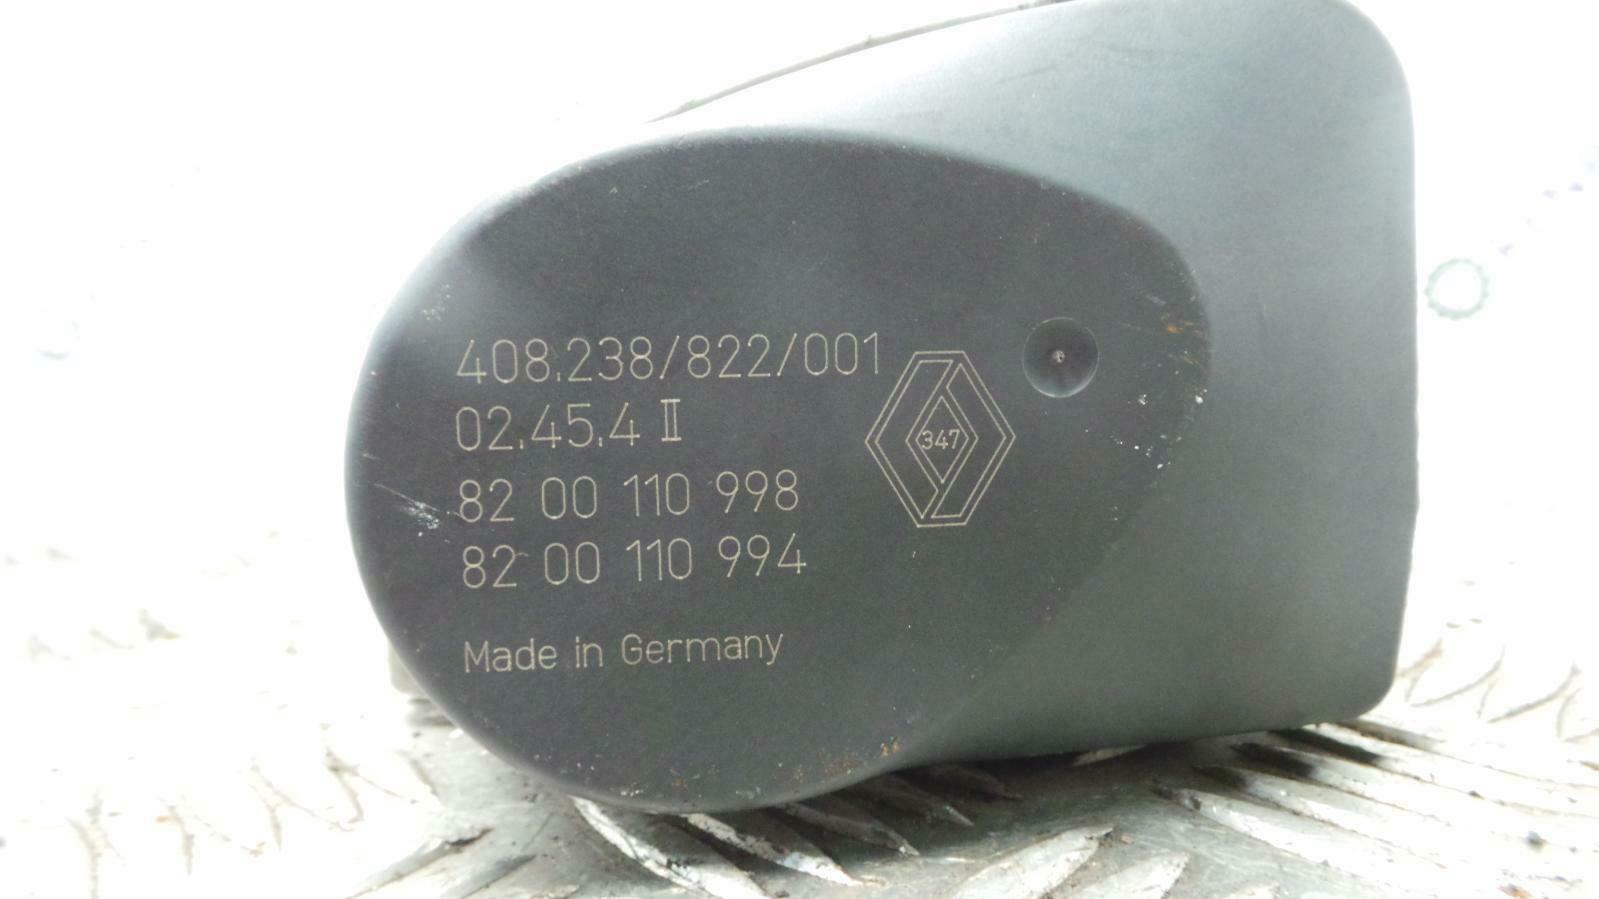 408.238/822/001
02.45.4 II
347
82 00 110 998
82 00 110 994
Made in Germany